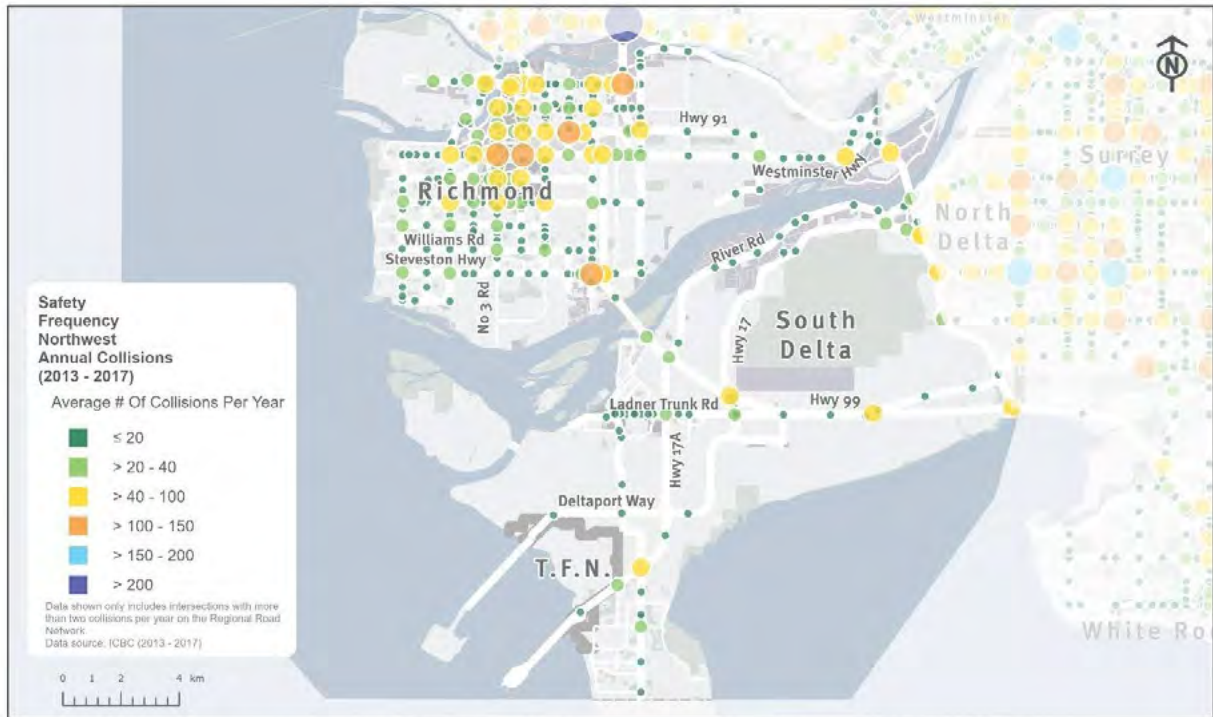 Westminster
N
Hwy 91
Westminster Hwy
Surrey
Richmond
North
Delta
Williams Rd
Steveston Hwy
River Rd
No 3 Rd
Hwy 17
South
Delta
Ladner Trunk Rd
Hwy 99
Hwy 17A
Deltaport Way
T.F.N.
White Ro
Safety
Frequency
Northwest
Annual Collisions
(2013 - 2017)
Average # Of Collisions Per Year
≤ 20
> 20 - 40
> 40 - 100
> 100 - 150
> 150 - 200
> 200
Data shown only includes intersections with more
than two collisions per year on the Regional Road
Network
Data source: ICBC (2013 - 2017)
0 1 2 4 km